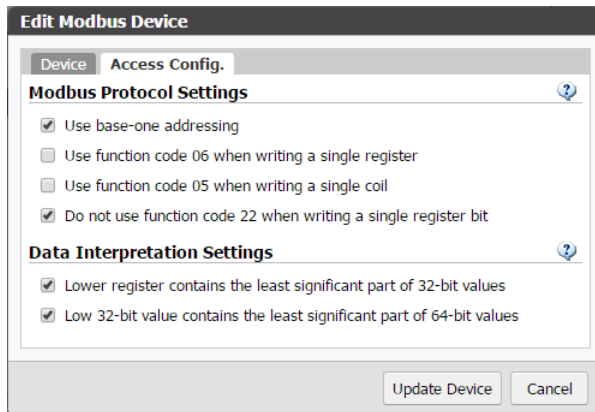 Edit Modbus Device
Device Access Config.
Modbus Protocol Settings ?
Use base-one addressing
Use function code 06 when writing a single register
Use function code 05 when writing a single coil
Do not use function code 22 when writing a single register bit
Data Interpretation Settings ?
Lower register contains the least significant part of 32-bit values
Low 32-bit value contains the least significant part of 64-bit values
Update Device Cancel